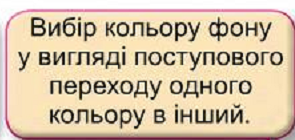 Вибір кольору фону
у вигляді поступового
переходу одного
кольору в інший.